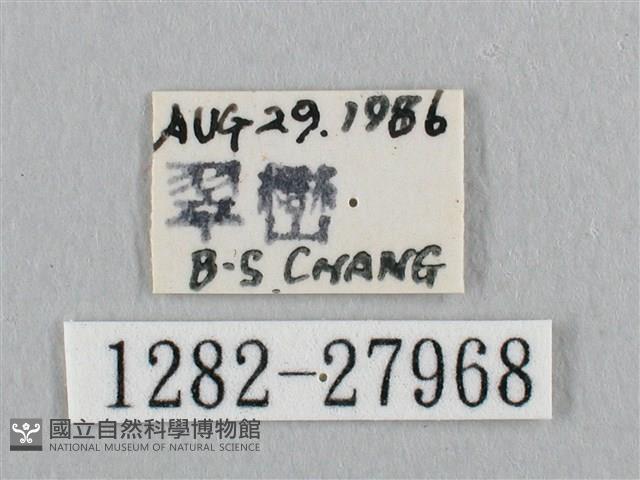 AUG 29. 1986
翠巒
B-S CHANG
1282-27968
國立自然科學博物館
NATIONAL MUSEUM OF NATURAL SCIENCE